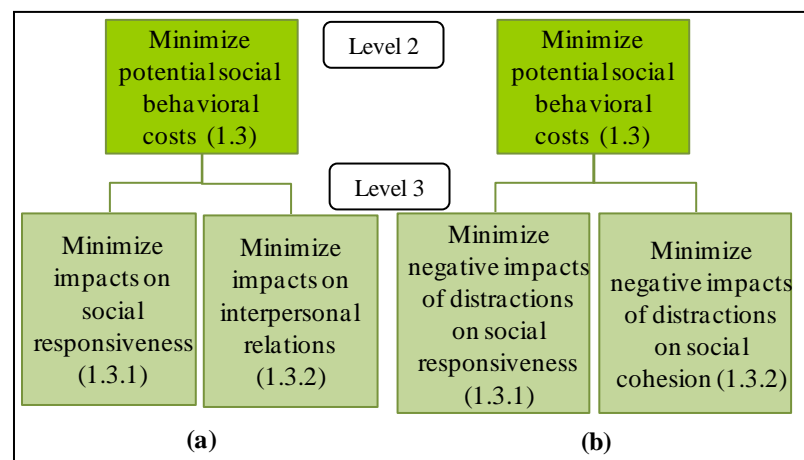 Minimize
potential social
behavioral
costs (1.3)
Level 2
Minimize
potential social
behavioral
costs (1.3)
Level 3
Minimize
impacts on
social
responsiveness
(1.3.1)
Minimize
impacts on
interpersonal
relations
(1.3.2)
Minimize
negative impacts
of distractions
on social
responsiveness
(1.3.1)
Minimize
negative impacts
of distractions
on social
cohesion (1.3.2)
(a)
(b)